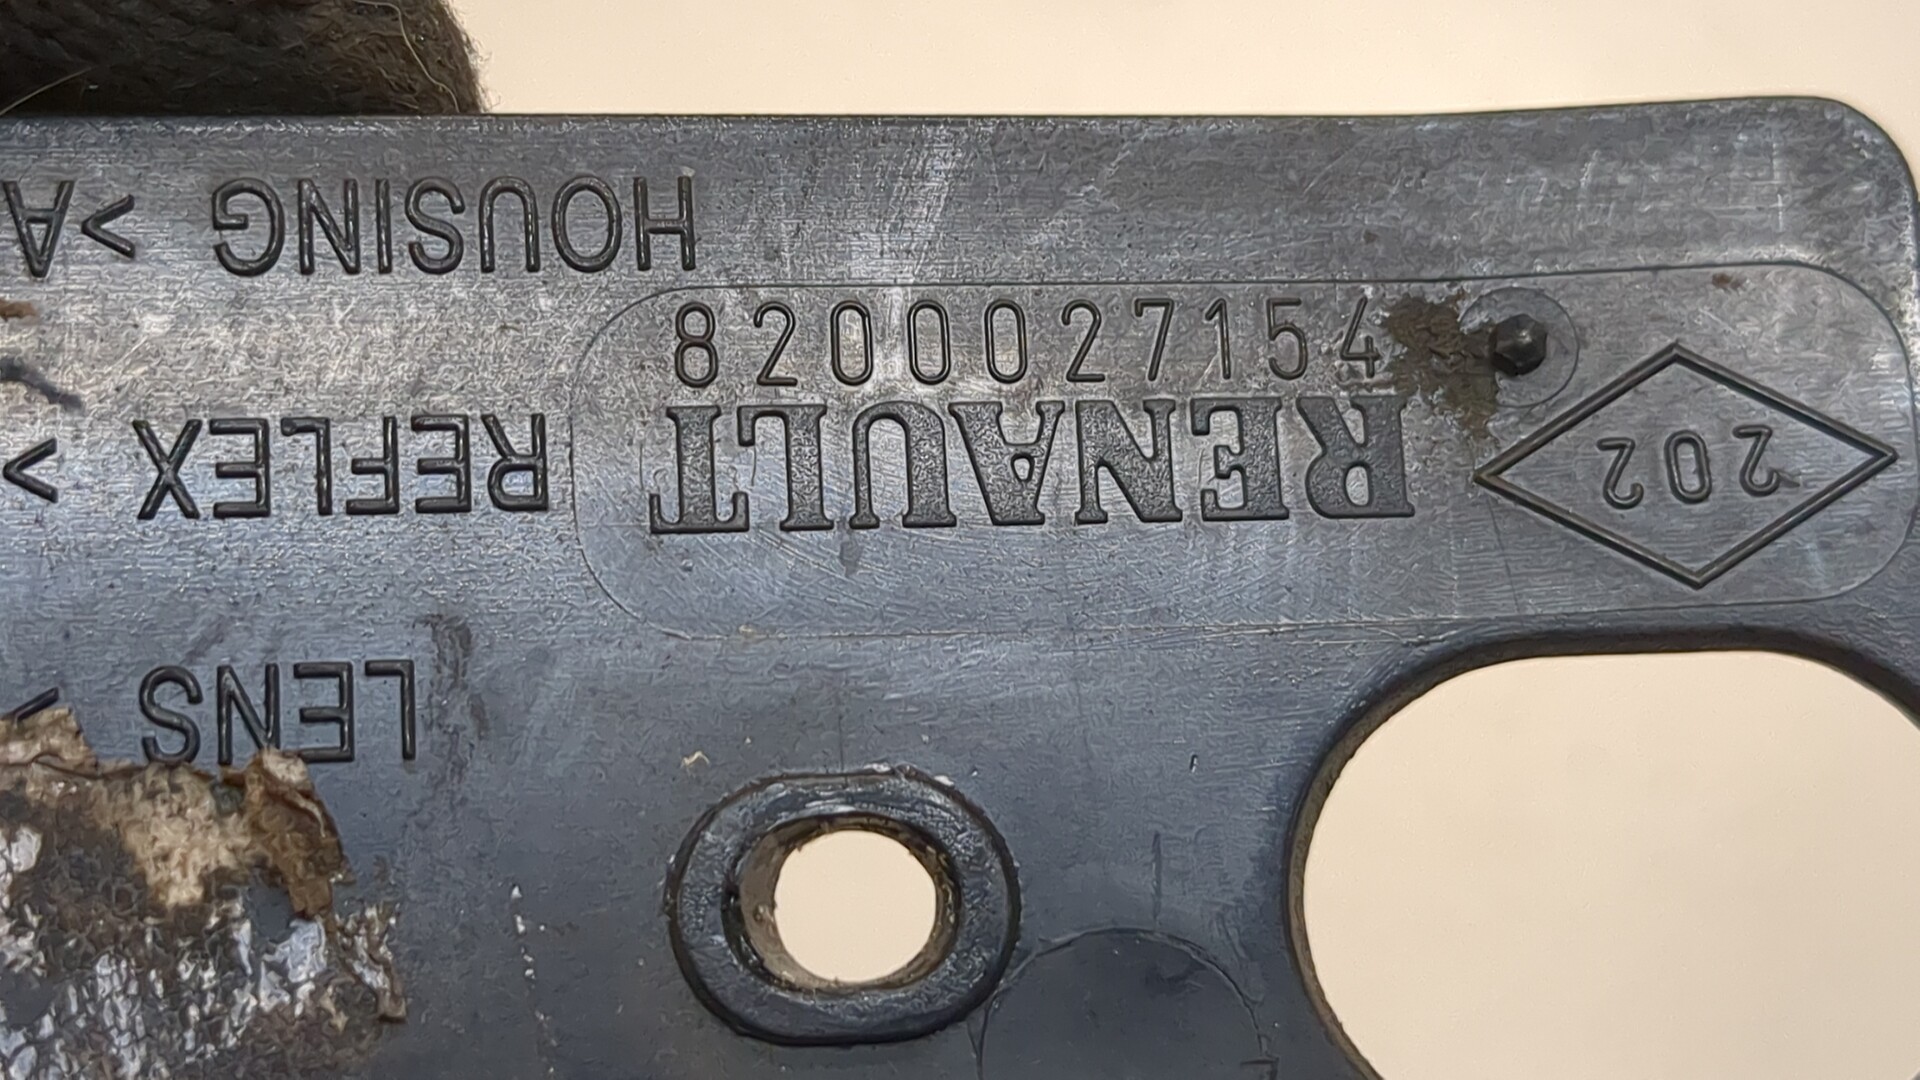 LENS >
202
RENAULT
REFLEX >
8200027154
HOUSING >A